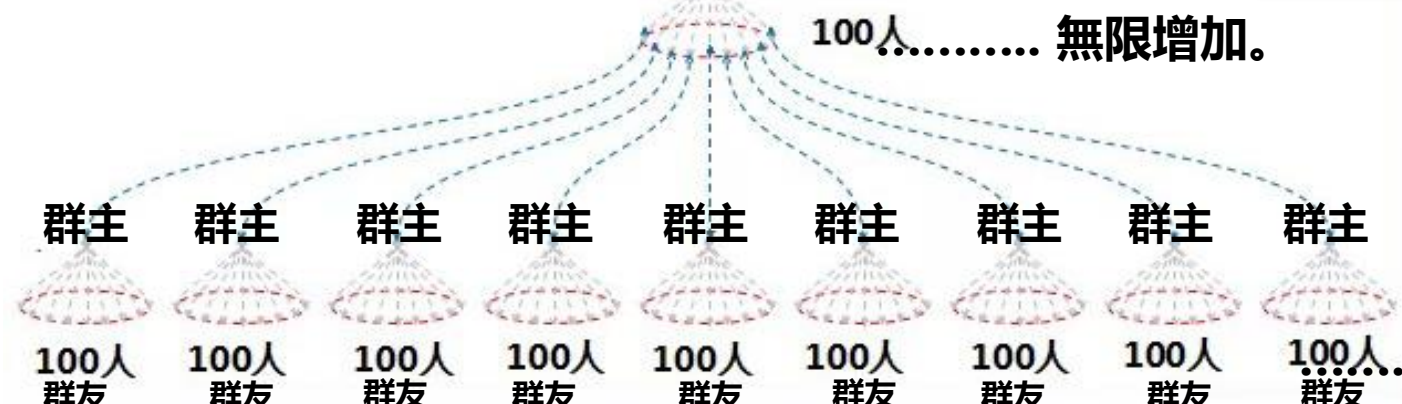 100人........... 無限增加。
群主 群主 群主 群主 群主 群主 群主 群主 群主
100人 100人 100人 100人 100人 100人 100人 100人 100人.......
群友 群友 群友 群友 群友 群友 群友 群友 群友